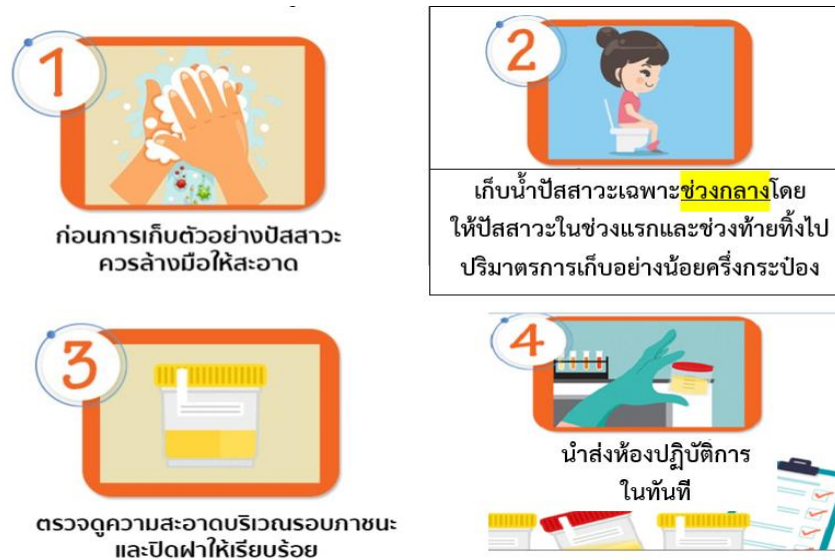 1
ก่อนการเก็บตัวอย่างปัสสาวะ
ควรล้างมือให้สะอาด
2
เก็บน้ำปัสสาวะเฉพาะช่วงกลางโดย
ให้ปัสสาวะในช่วงแรกและช่วงท้ายทิ้งไป
ปริมาตรการเก็บอย่างน้อยครึ่งกระป๋อง
3
ตรวจดูความสะอาดบริเวณรอบภาชนะ
และปิดฝาให้เรียบร้อย
4
นำส่งห้องปฏิบัติการ
ในทันที